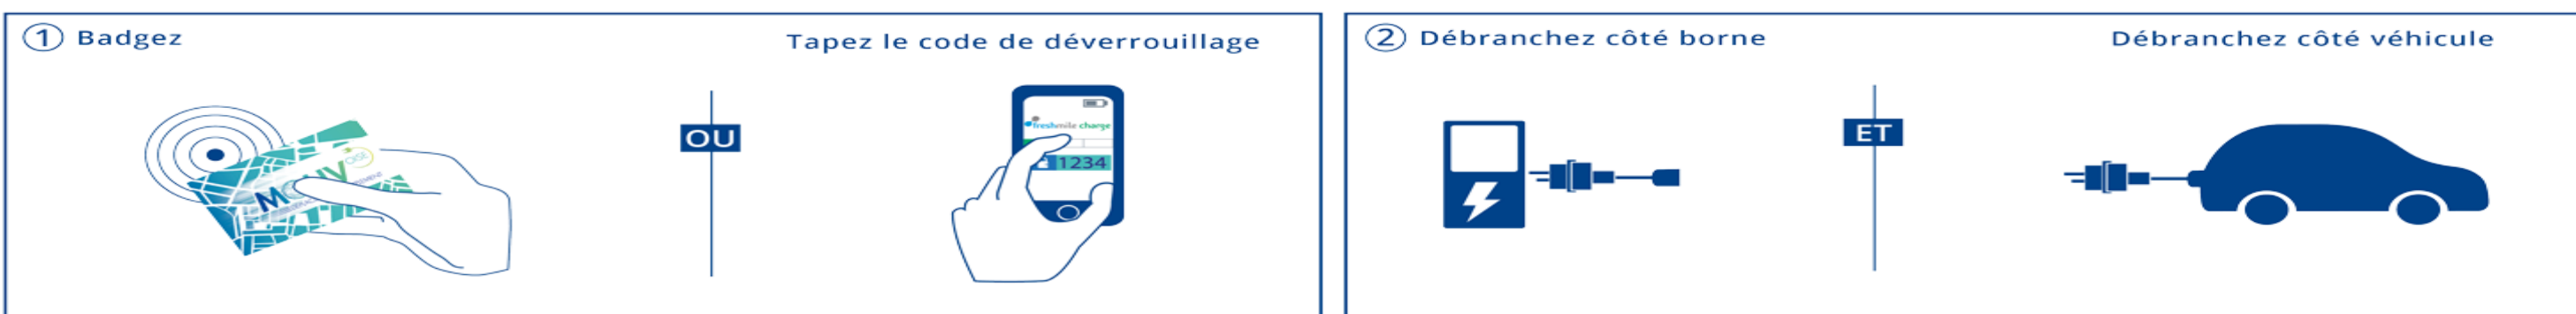 1 Badgez
Tapez le code de déverrouillage
OU
freshmile charge
1234
2 Débranchez côté borne
Débranchez côté véhicule
ET